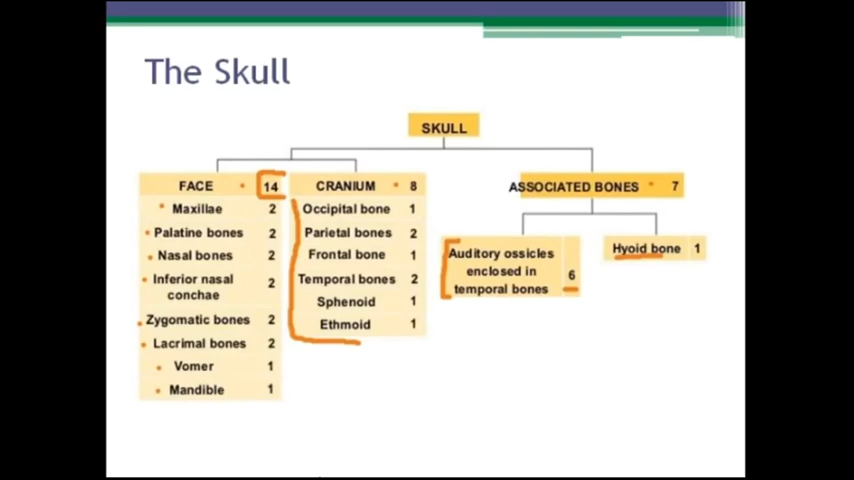 The Skull
SKULL
FACE 14
Maxillae 2
Palatine bones 2
Nasal bones 2
Inferior nasal
conchae 2
Zygomatic bones 2
Lacrimal bones 2
Vomer 1
Mandible 1
CRANIUM 8
Occipital bone 1
Parietal bones 2
Frontal bone 1
Temporal bones 2
Sphenoid 1
Ethmoid 1
ASSOCIATED BONES 7
Auditory ossicles
enclosed in
temporal bones 6
Hyoid bone 1